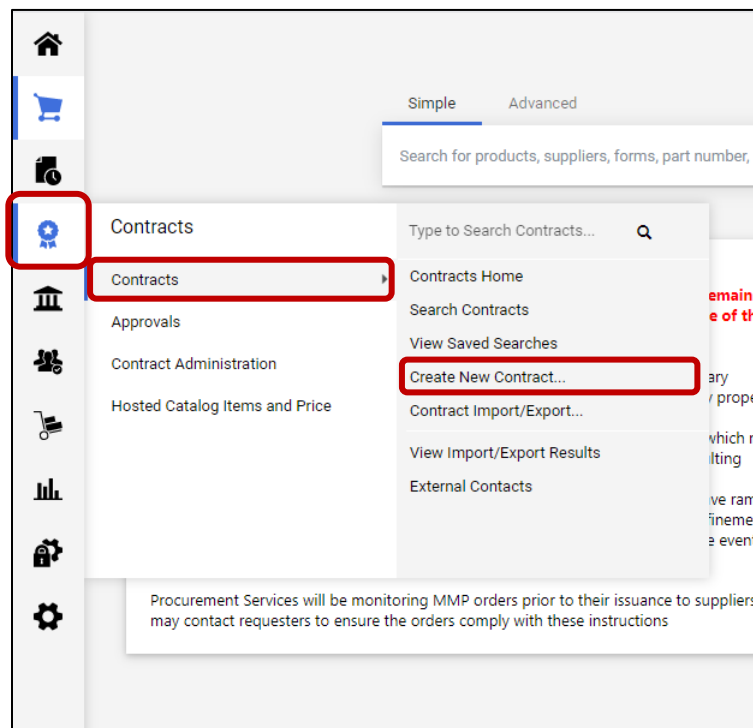 Simple Advanced
Search for products, suppliers, forms, part number,
Contracts
Contracts
Approvals
Contract Administration
Hosted Catalog Items and Price
Type to Search Contracts...
Contracts Home
Search Contracts
View Saved Searches
Create New Contract...
Contract Import/Export...
View Import/Export Results
External Contacts
e of
Procurement Services will be monitoring MMP orders prior to their issuance to suppliers
may contact requesters to ensure the orders comply with these instructions